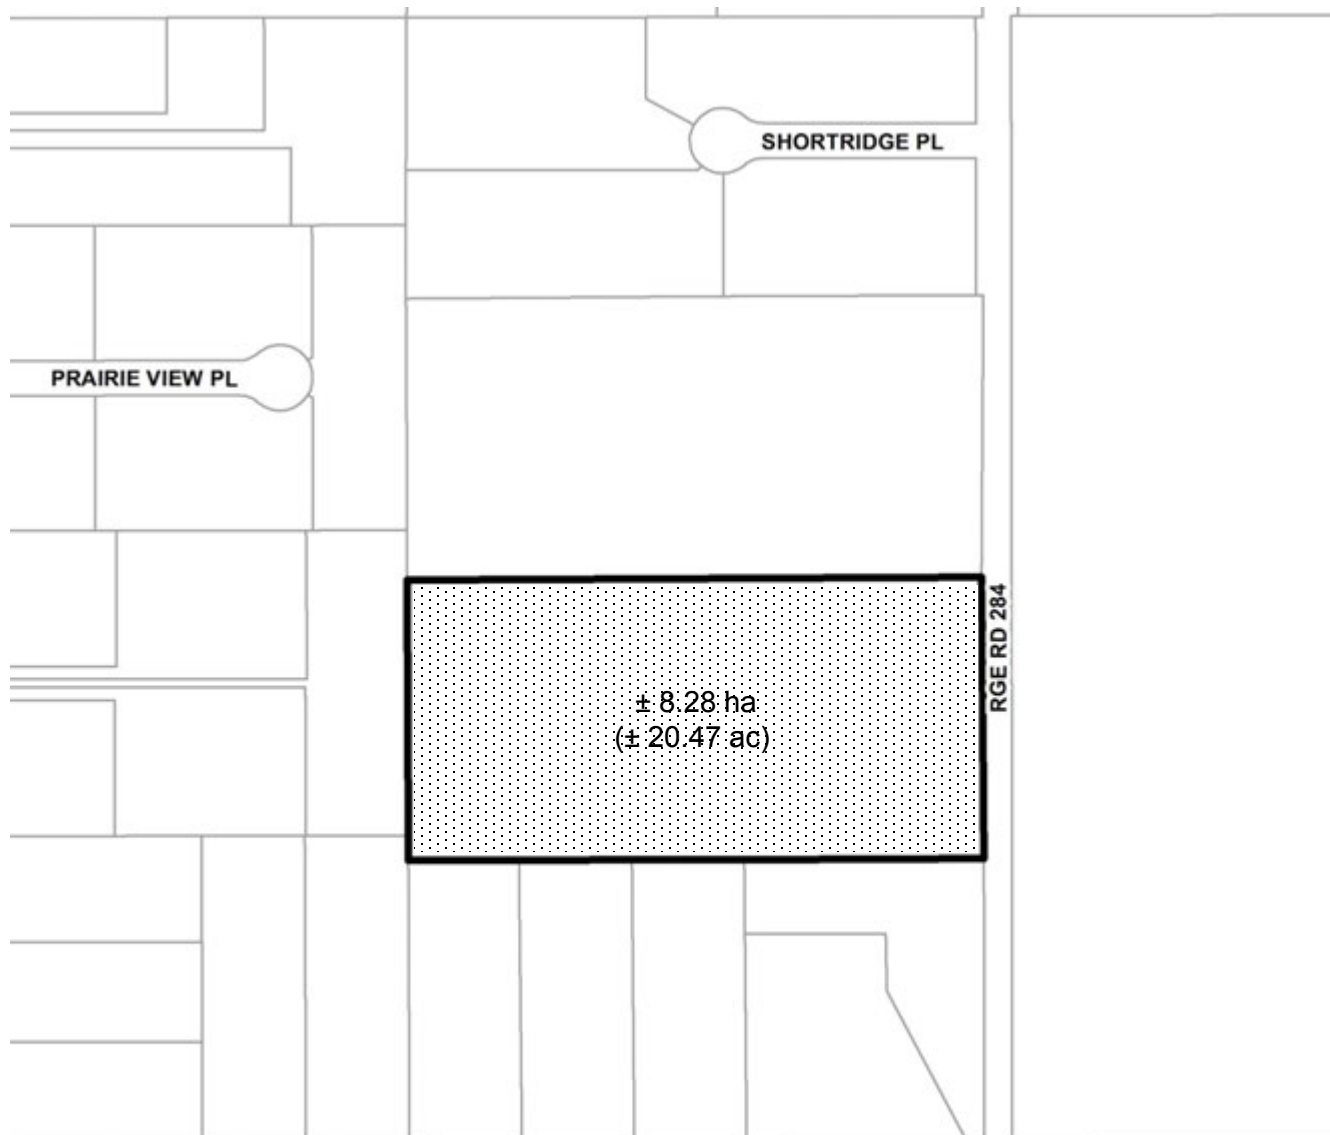 SHORTRIDGE PL
PRAIRIE VIEW PL
RGE RD 284
± 8.28 ha
(± 20.47 ac)